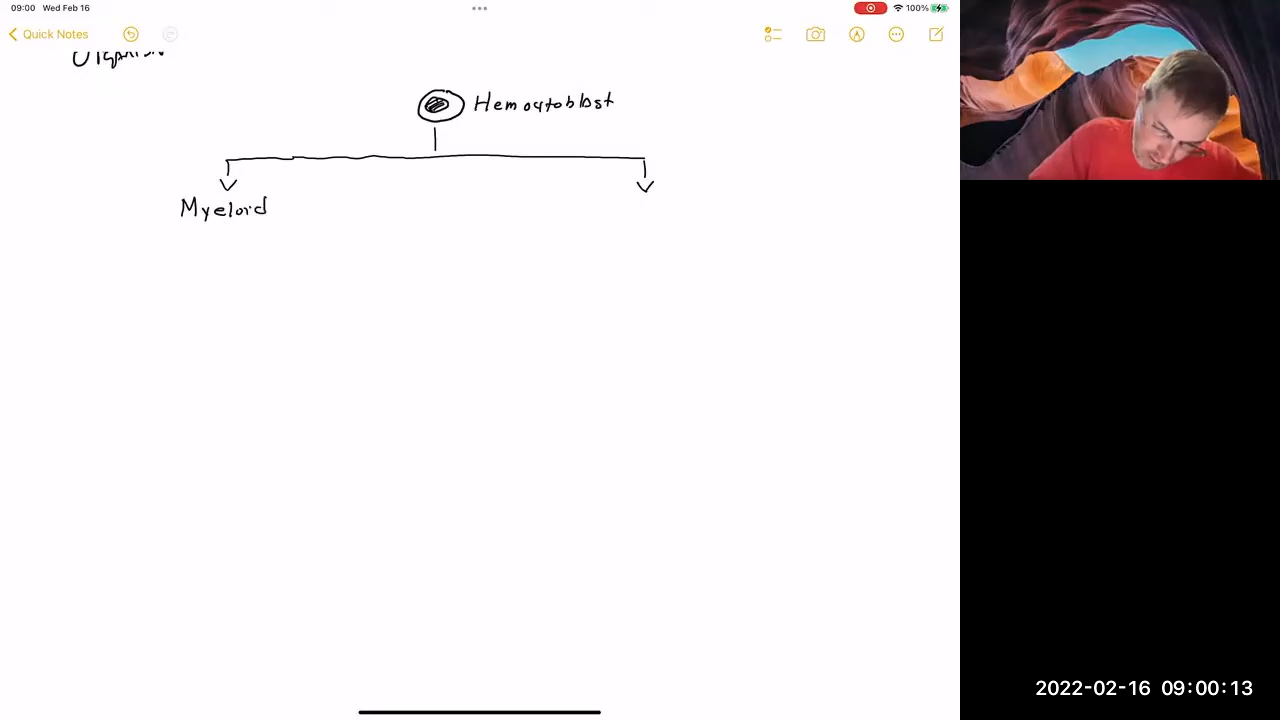 09:00 Wed Feb 16
100%
Quick Notes
Hemocytoblast
Myeloid
2022-02-16 09:00:13